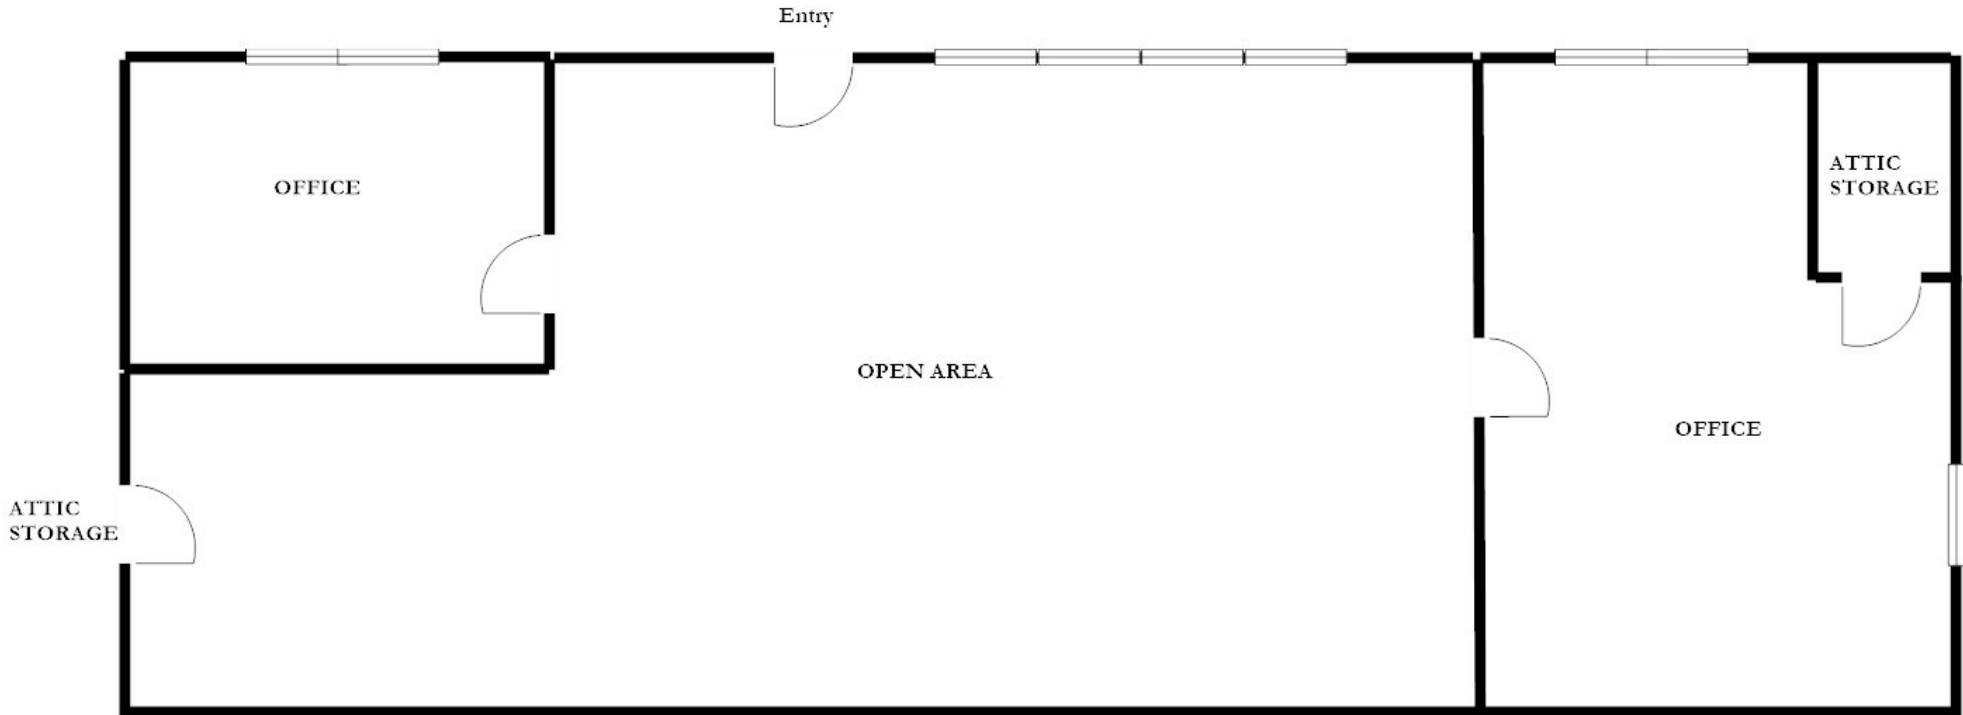 Entry
OFFICE
ATTIC
STORAGE
OPEN AREA
OFFICE
ATTIC
STORAGE